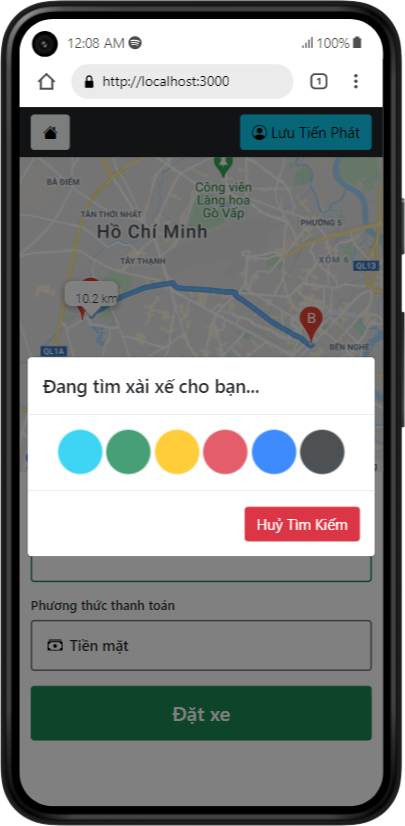 12:08 AM
100%
http://localhost:3000
1
Lưu Tiến Phát
BÀ ĐIỂM
Công viên
Làng hoa
Gò Vấp
TÂN THỚI NHẤT
PHƯỜNG 5
Hồ Chí Minh
XÓM 6
TÂY THẠNH
QL13
10.2 km
B
QL1A
BẾN NGHÉ
Đang tìm xài xế cho bạn...
Huỷ Tìm Kiếm
Phương thức thanh toán
Tiền mặt
Đặt xe